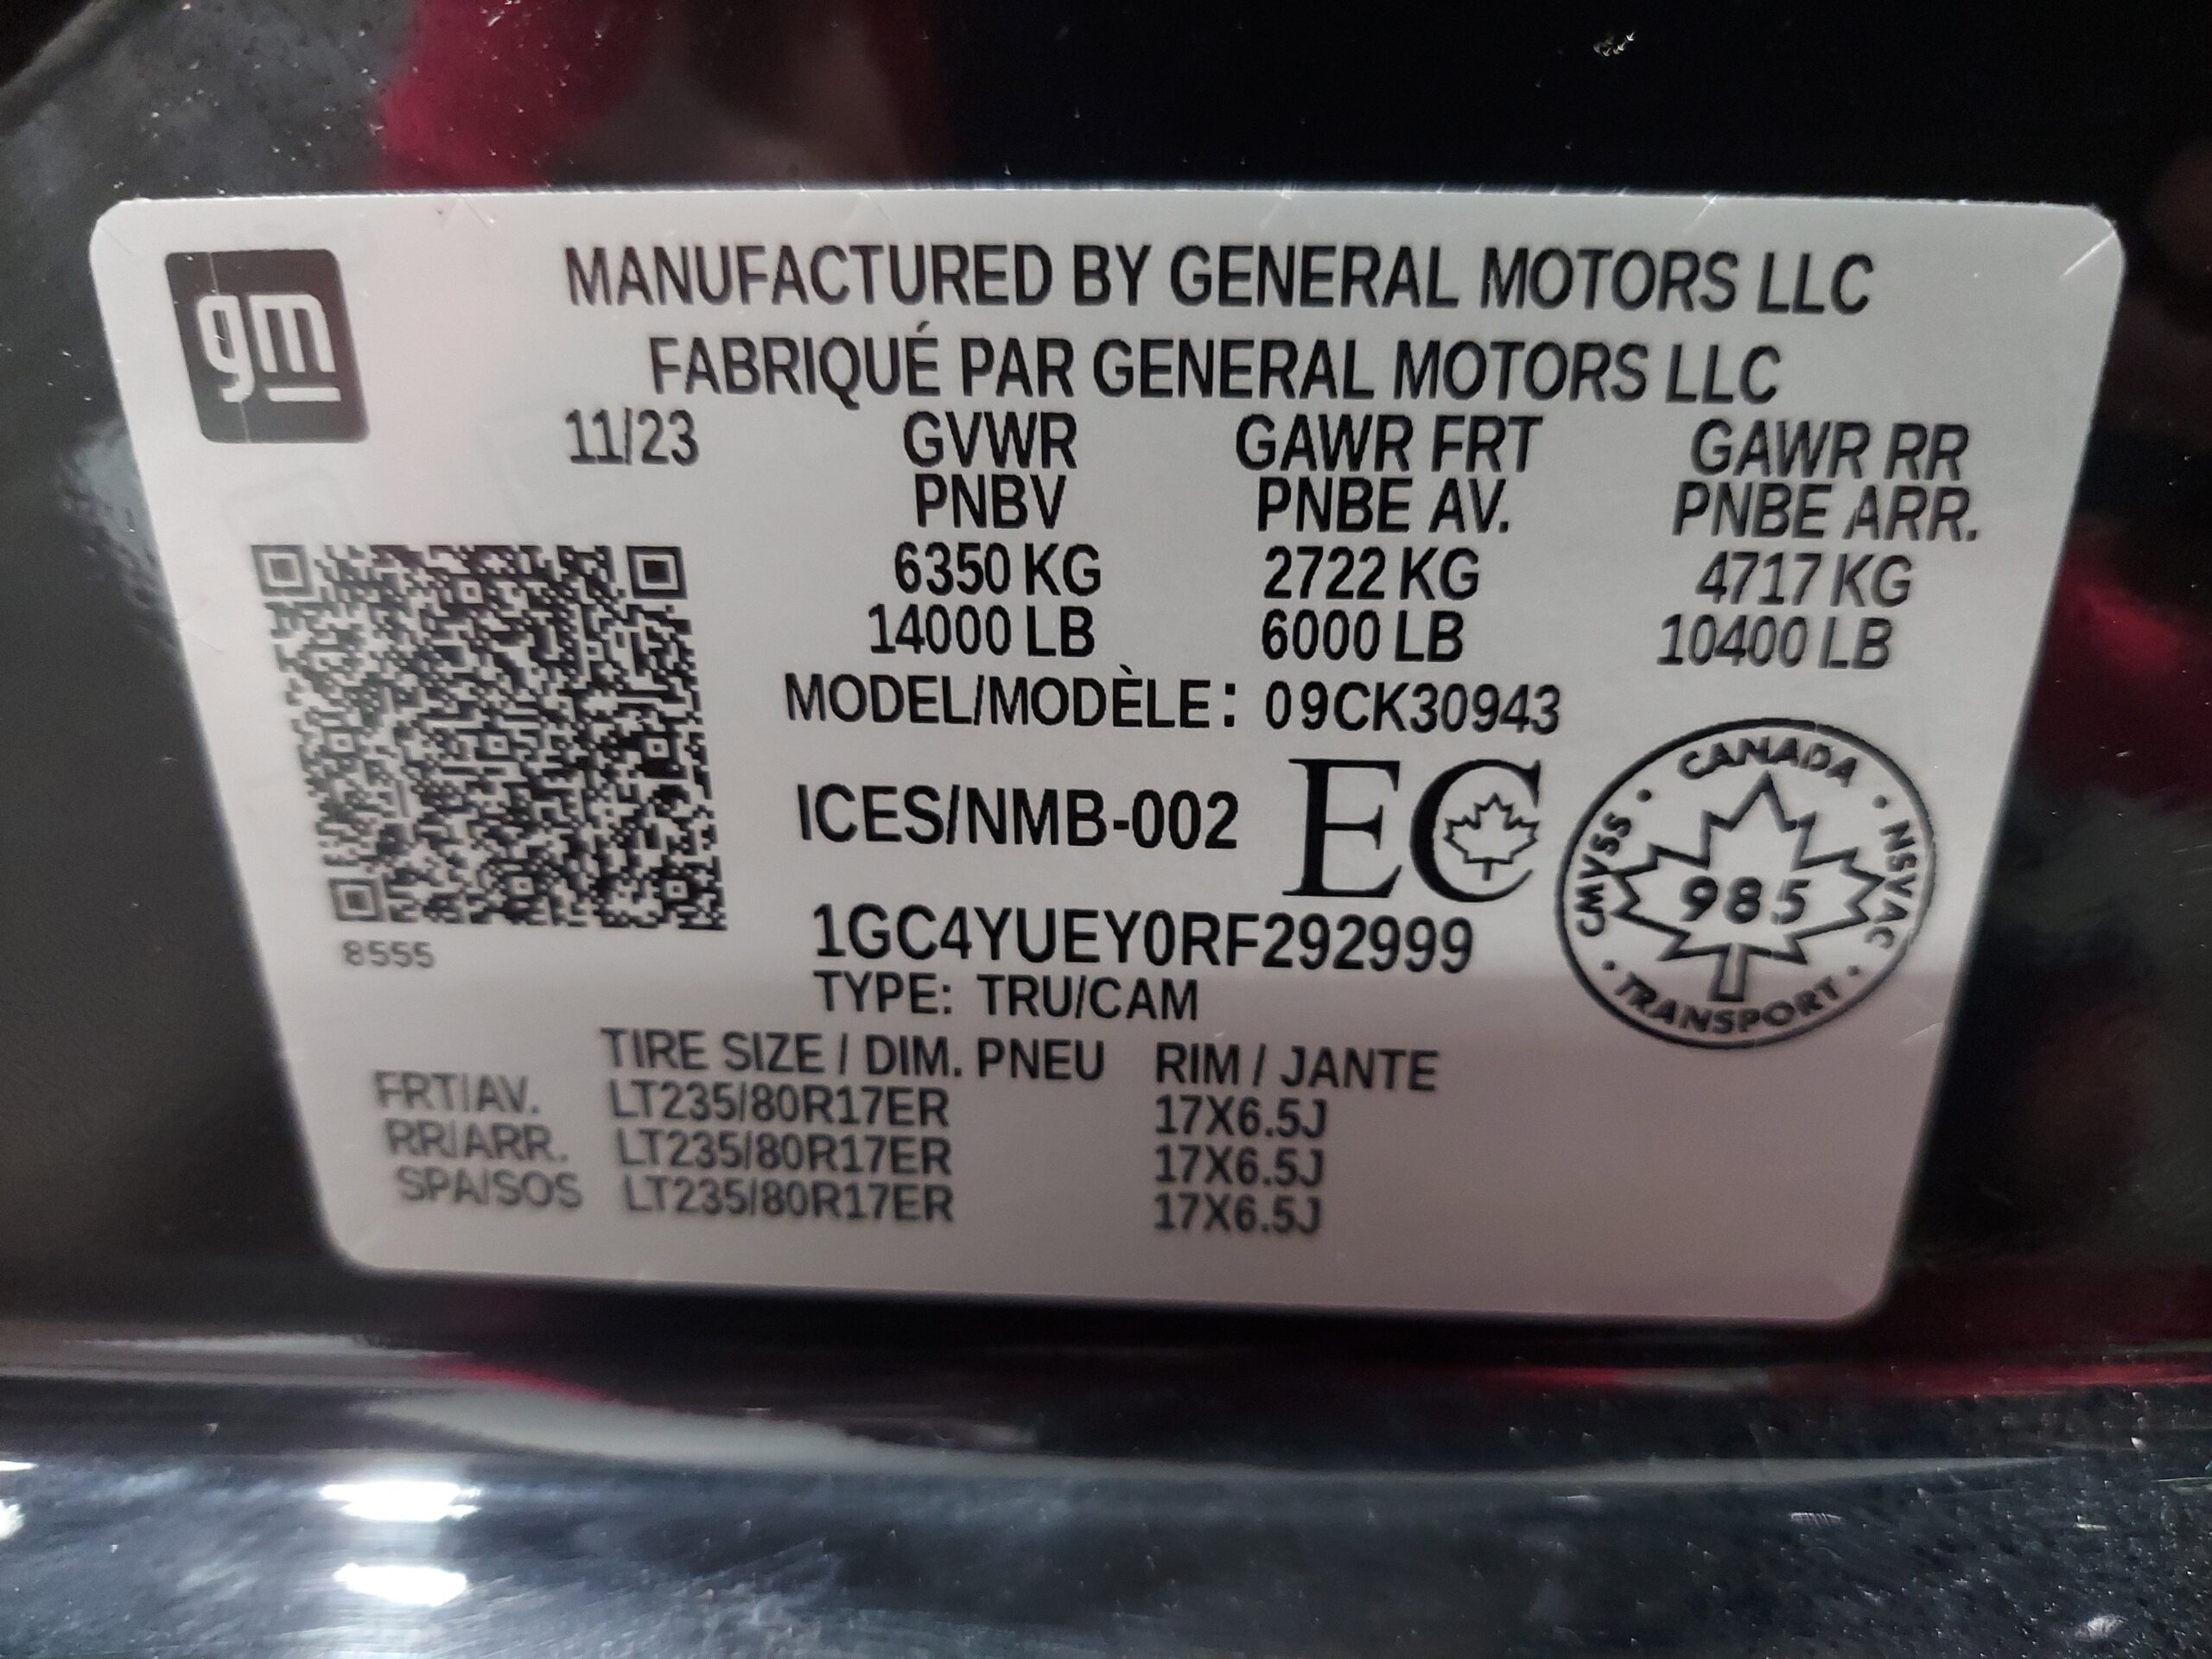 gm
MANUFACTURED BY GENERAL MOTORS LLC
FABRIQUÉ PAR GENERAL MOTORS LLC
11/23 GVWR GAWR FRT GAWR RR
PNBV PNBE AV. PNBE ARR.
6350 KG 2722 KG 4717 KG
14000 LB 6000 LB 10400 LB
MODEL/MODÈLE: 09CK30943
ICES/NMB-002 EC
CANADA · NSVAC · TRANSPORT · CMVSS ·
985
8555
1GC4YUEY0RF292999
TYPE: TRU/CAM
TIRE SIZE / DIM. PNEU RIM / JANTE
FRT/AV. LT235/80R17ER 17X6.5J
RR/ARR. LT235/80R17ER 17X6.5J
SPA/SOS LT235/80R17ER 17X6.5J